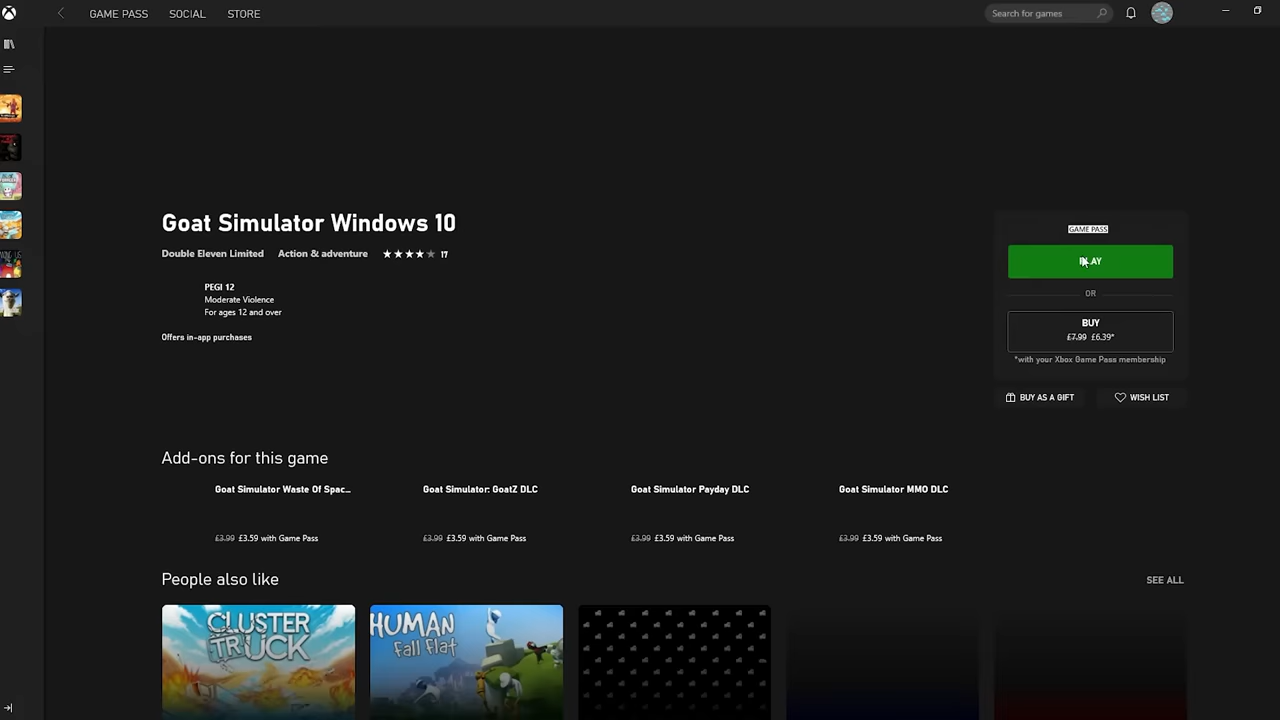 GAME PASS
SOCIAL
STORE
Search for games
Goat Simulator Windows 10
Double Eleven Limited
Action & adventure
17
PEGI 12
Moderate Violence
For ages 12 and over
Offers in-app purchases
GAME PASS
PLAY
OR
BUY
£7.99 £6.39*
*with your Xbox Game Pass membership
BUY AS A GIFT
WISH LIST
Add-ons for this game
Goat Simulator Waste Of Spac...
£3.99 £3.59 with Game Pass
Goat Simulator: GoatZ DLC
£3.99 £3.59 with Game Pass
Goat Simulator Payday DLC
£3.99 £3.59 with Game Pass
Goat Simulator MMO DLC
£3.99 £3.59 with Game Pass
People also like
SEE ALL
CLUSTER
TRUCK
HUMAN
fall flat